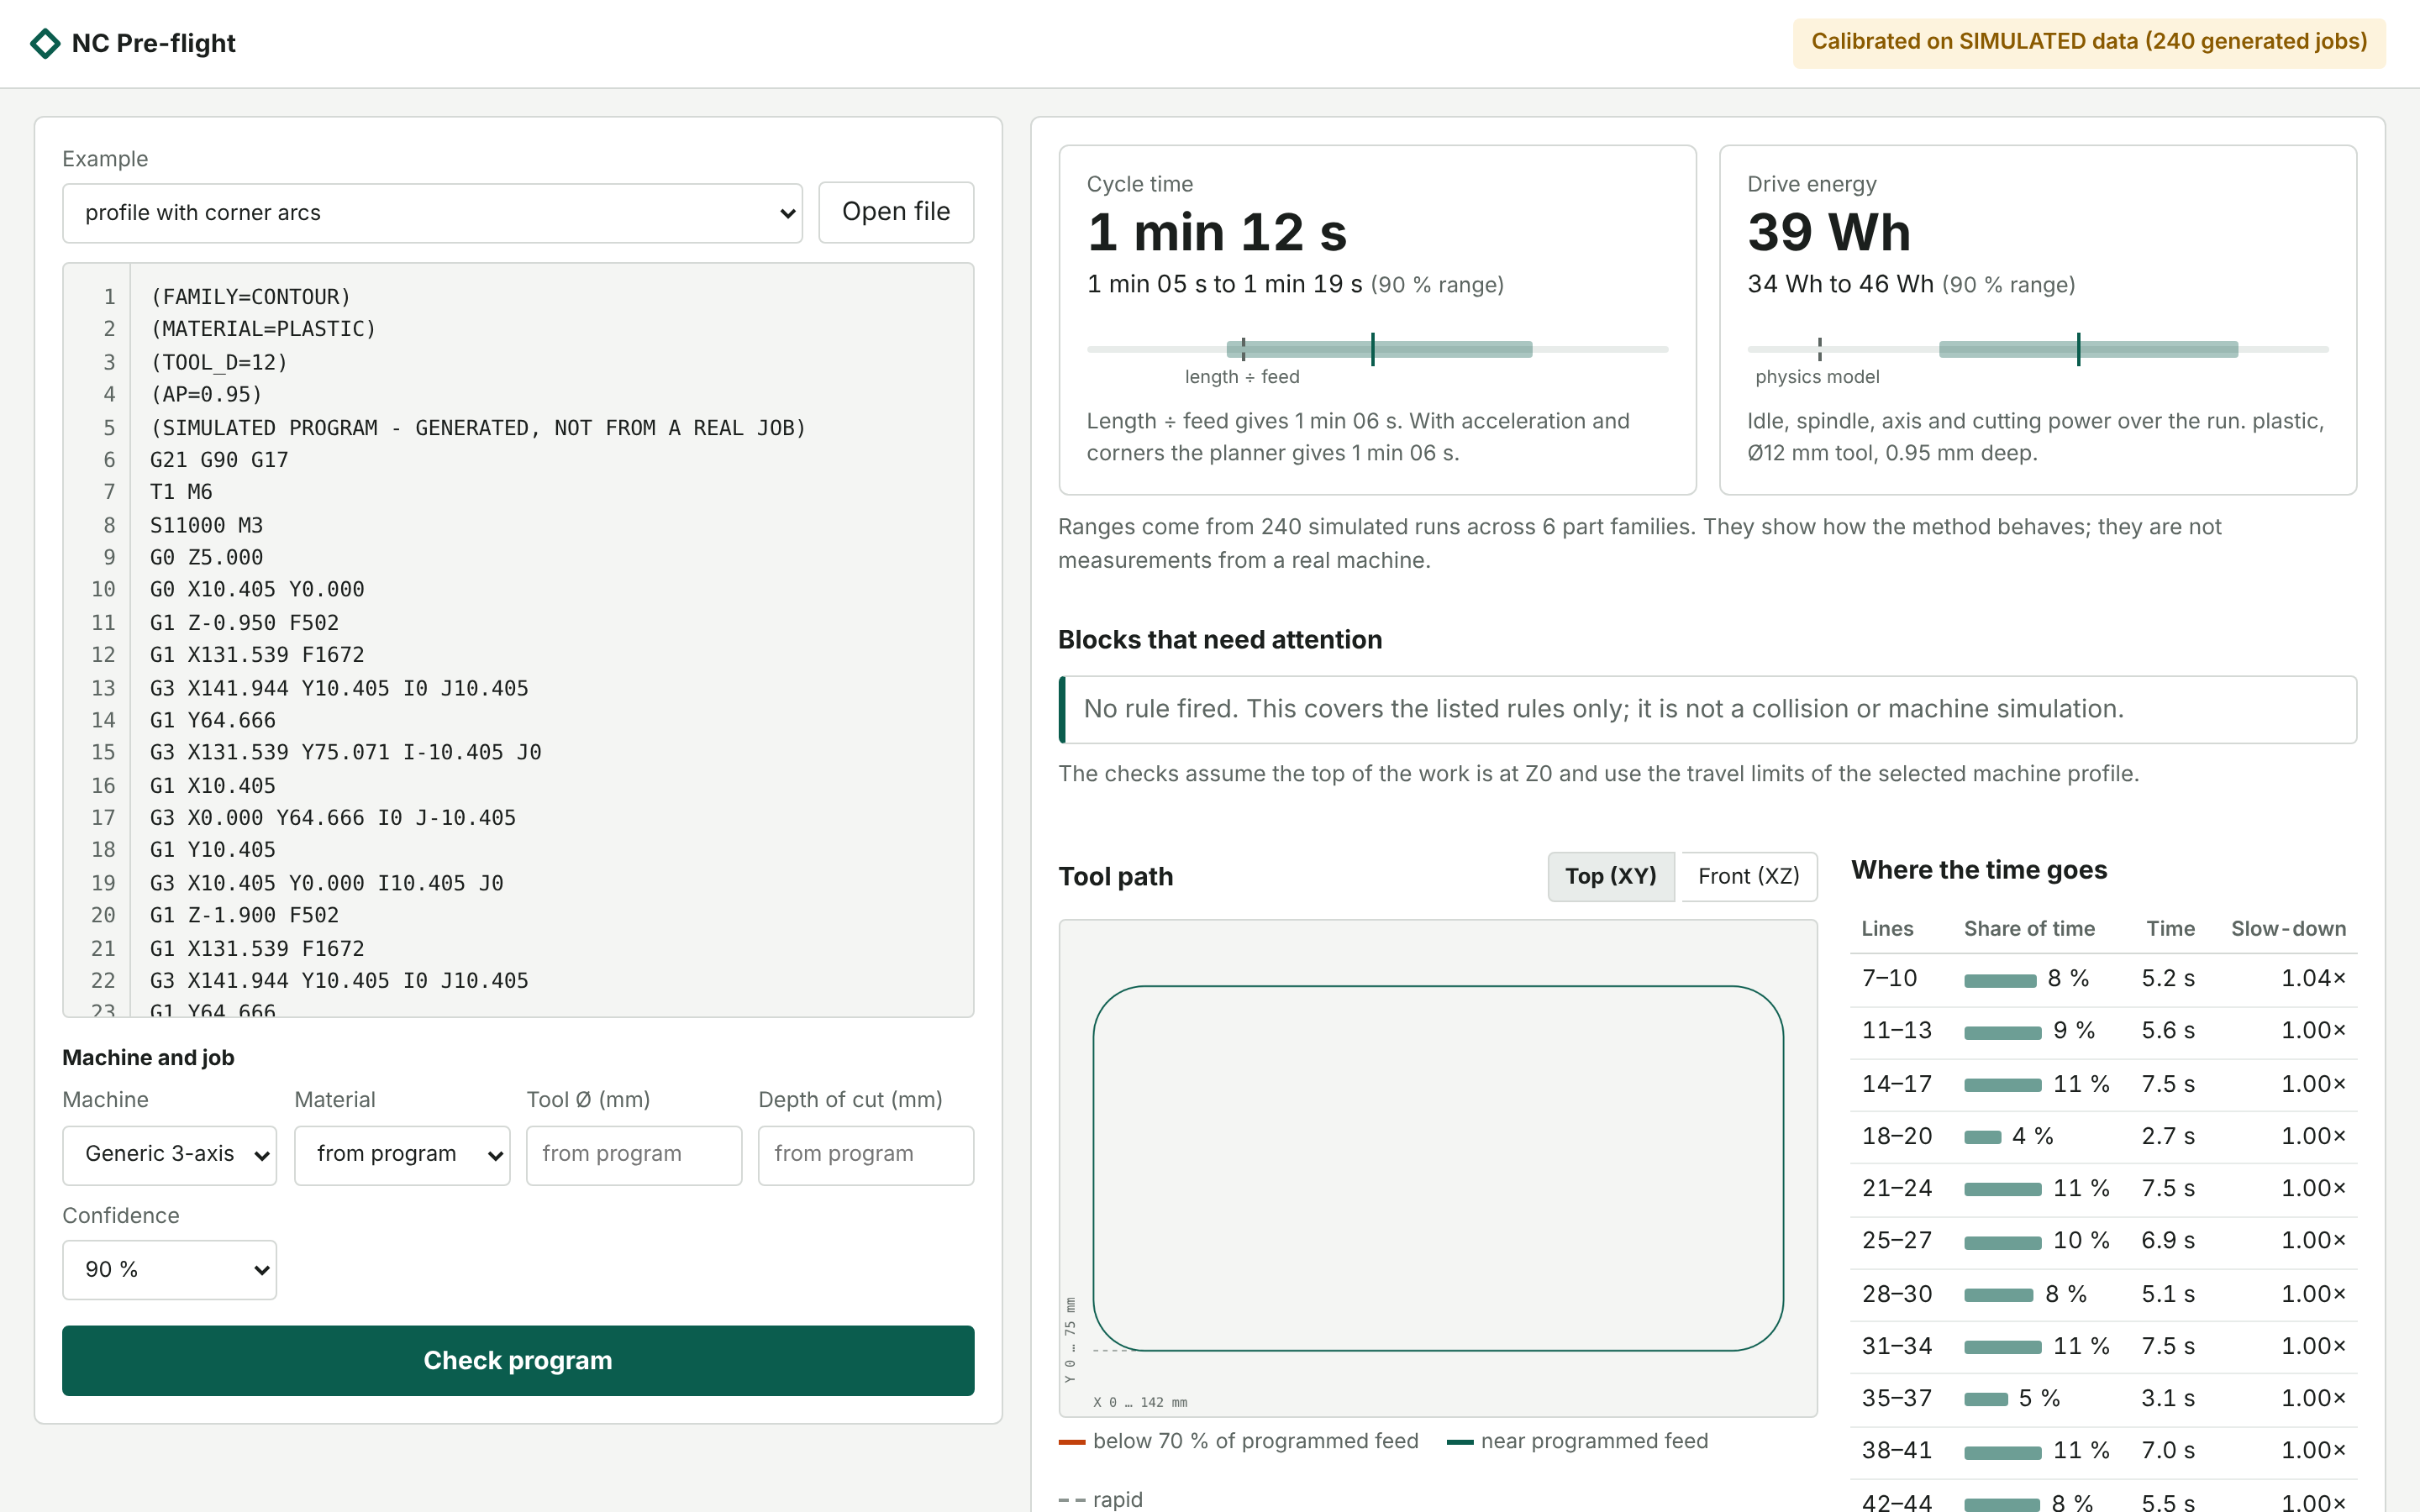 NC Pre-flight
Calibrated on SIMULATED data (240 generated jobs)
Example
profile with corner arcs
Open file
1 (FAMILY=CONTOUR)
2 (MATERIAL=PLASTIC)
3 (TOOL_D=12)
4 (AP=0.95)
5 (SIMULATED PROGRAM - GENERATED, NOT FROM A REAL JOB)
6 G21 G90 G17
7 T1 M6
8 S11000 M3
9 G0 Z5.000
10 G0 X10.405 Y0.000
11 G1 Z-0.950 F502
12 G1 X131.539 F1672
13 G3 X141.944 Y10.405 I0 J10.405
14 G1 Y64.666
15 G3 X131.539 Y75.071 I-10.405 J0
16 G1 X10.405
17 G3 X0.000 Y64.666 I0 J-10.405
18 G1 Y10.405
19 G3 X10.405 Y0.000 I10.405 J0
20 G1 Z-1.900 F502
21 G1 X131.539 F1672
22 G3 X141.944 Y10.405 I0 J10.405
23 G1 Y64.666
Machine and job
Machine Material Tool Ø (mm) Depth of cut (mm)
Generic 3-axis from program from program from program
Confidence
90 %
Check program
Cycle time
1 min 12 s
1 min 05 s to 1 min 19 s (90 % range)
length ÷ feed
Length ÷ feed gives 1 min 06 s. With acceleration and
corners the planner gives 1 min 06 s.
Drive energy
39 Wh
34 Wh to 46 Wh (90 % range)
physics model
Idle, spindle, axis and cutting power over the run. plastic,
Ø12 mm tool, 0.95 mm deep.
Ranges come from 240 simulated runs across 6 part families. They show how the method behaves; they are not
measurements from a real machine.
Blocks that need attention
No rule fired. This covers the listed rules only; it is not a collision or machine simulation.
The checks assume the top of the work is at Z0 and use the travel limits of the selected machine profile.
Tool path
Top (XY) Front (XZ)
Y 0 … 75 mm
X 0 … 142 mm
below 70 % of programmed feed near programmed feed
rapid
Where the time goes
Lines Share of time Time Slow-down
7–10 8 % 5.2 s 1.04×
11–13 9 % 5.6 s 1.00×
14–17 11 % 7.5 s 1.00×
18–20 4 % 2.7 s 1.00×
21–24 11 % 7.5 s 1.00×
25–27 10 % 6.9 s 1.00×
28–30 8 % 5.1 s 1.00×
31–34 11 % 7.5 s 1.00×
35–37 5 % 3.1 s 1.00×
38–41 11 % 7.0 s 1.00×
42–44 8 % 5.5 s 1.00×